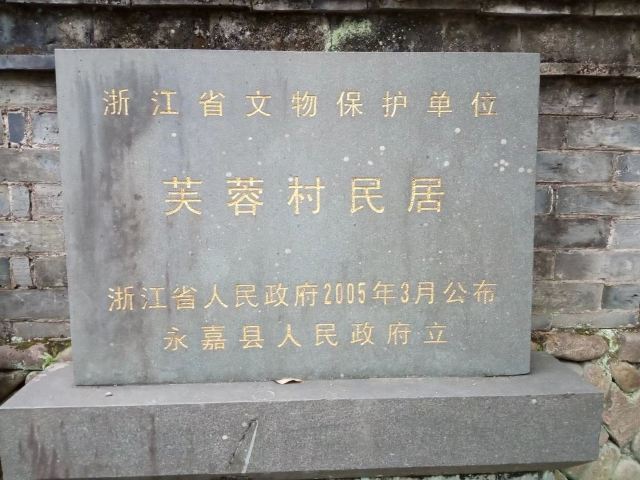 浙江省文物保护单位
芙蓉村民居
浙江省人民政府2005年3月公布
永嘉县人民政府立